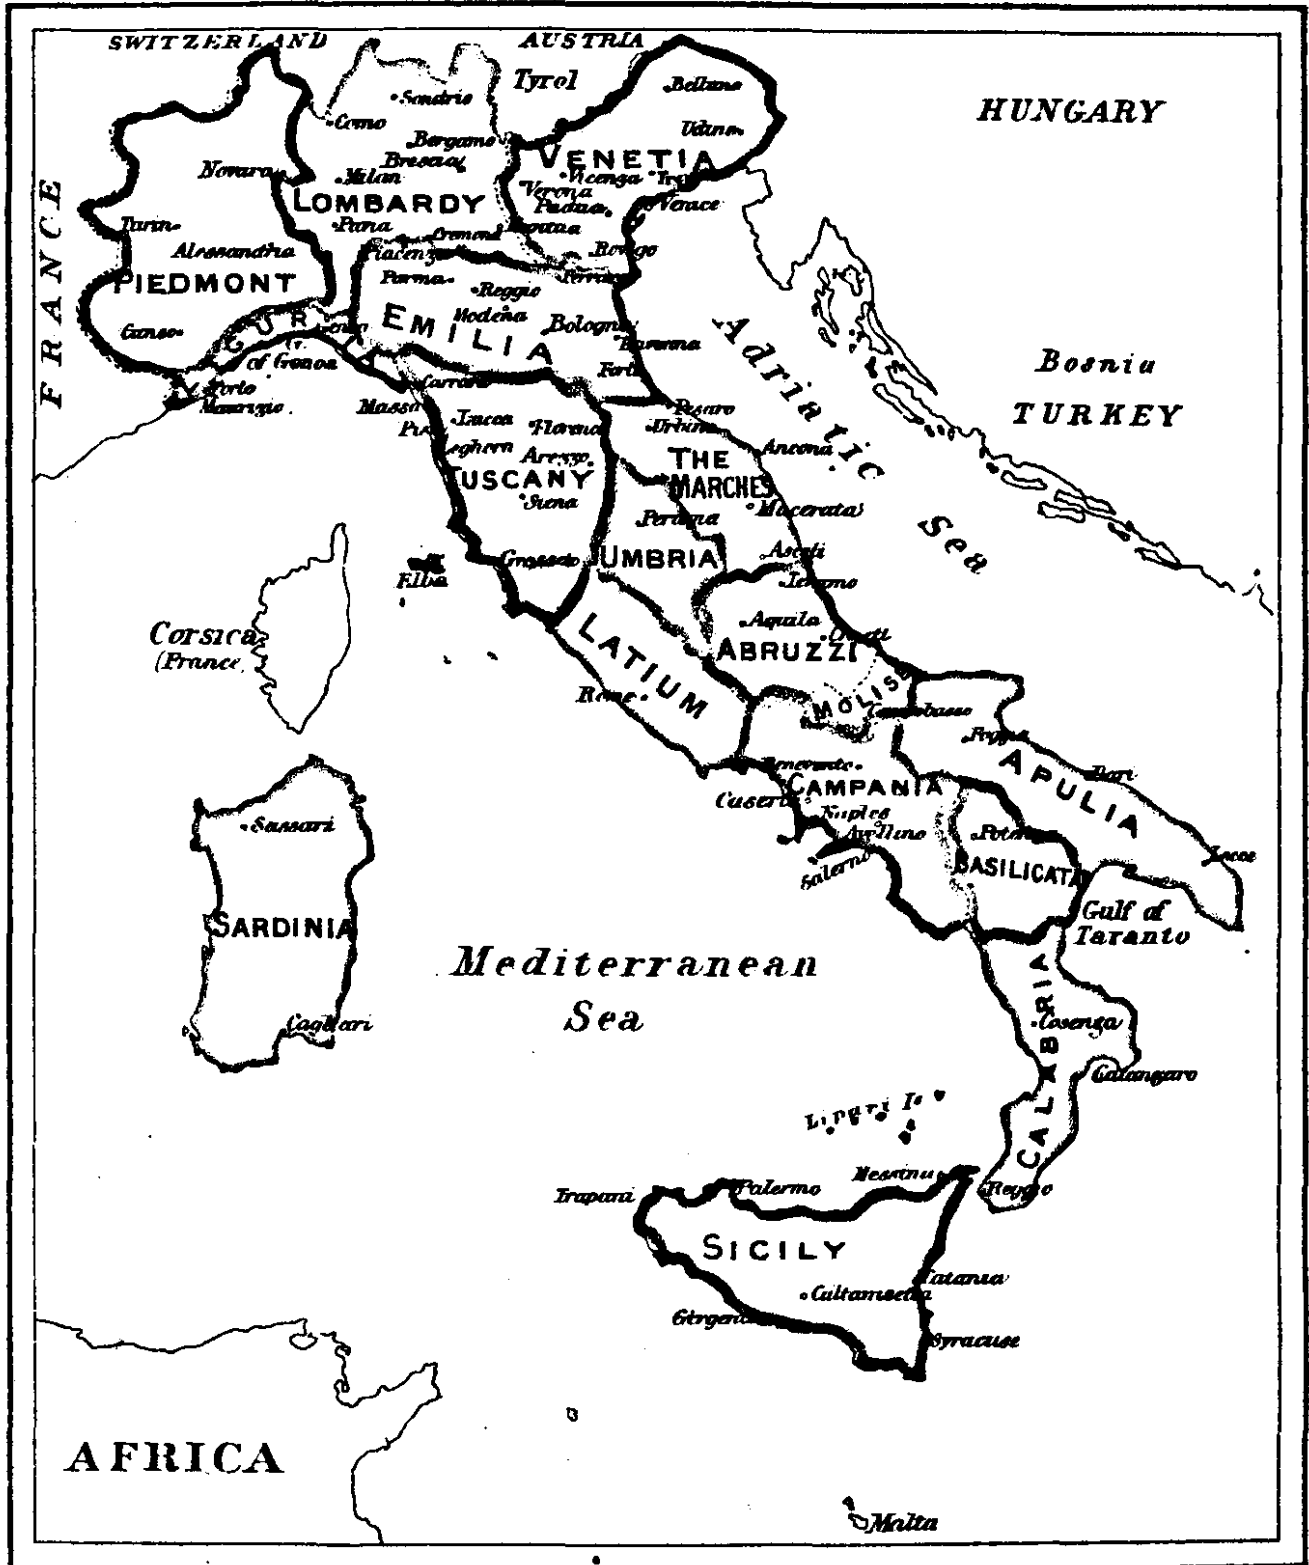 SWITZERLAND
AUSTRIA
Tyrol
HUNGARY
FRANCE
Bosnia
TURKEY
Sondrio
Como
Bergamo
Brescia
Milan
LOMBARDY
Pavia
Cremona
Belluno
Udine
VENETIA
Vicenza
Verona
Padua
Venice
Rovigo
Novara
Turin
Alessandria
PIEDMONT
Cuneo
G.
of Genoa
Porto
Maurizio
Piacenza
Parma
Reggio
Modena
EMILIA
Bologna
Ravenna
Forli
Adriatic Sea
Massa
Carrara
Lucca
Florence
Leghorn
Arezzo
TUSCANY
Siena
Grosseto
Elba
Pesaro
Urbino
Ancona
THE
MARCHES
Macerata
Ascoli
Perugia
UMBRIA
Teramo
Aquila
ABRUZZI
MOLISE
Campobasso
LATIUM
Rome
Corsica
(France)
Foggia
Bari
APULIA
Lecce
Benevento
CAMPANIA
Caserta
Naples
Avellino
Salerno
BASILICATA
Gulf of
Taranto
Sassari
SARDINIA
Cagliari
Mediterranean
Sea
CALABRIA
Cosenza
Catanzaro
Reggio
Lipari Is
Messina
Palermo
Trapani
SICILY
Catania
Girgenti
Syracuse
AFRICA
Malta